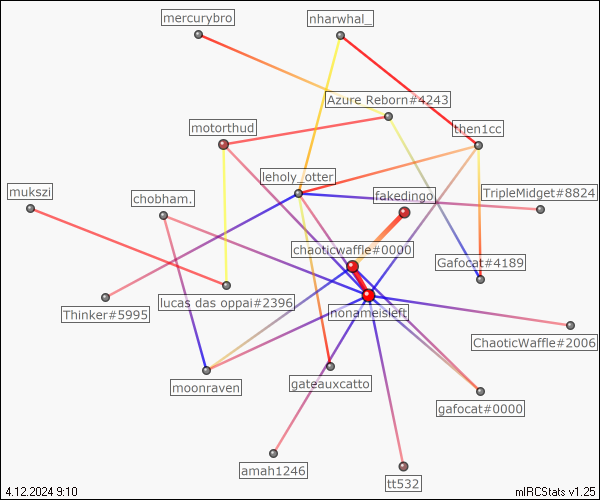 mercurybro
nharwhal_
Azure Reborn#4243
motorthud
then1cc
leholy_otter
mukszi
chobham.
fakedingo
TripleMidget#8824
chaoticwaffle#0000
Gafocat#4189
Thinker#5995
lucas das oppai#2396
nonameisleft
ChaoticWaffle#2006
moonraven
gateauxcatto
gafocat#0000
amah1246
tt532
4.12.2024 9:10
mIRCStats v1.25